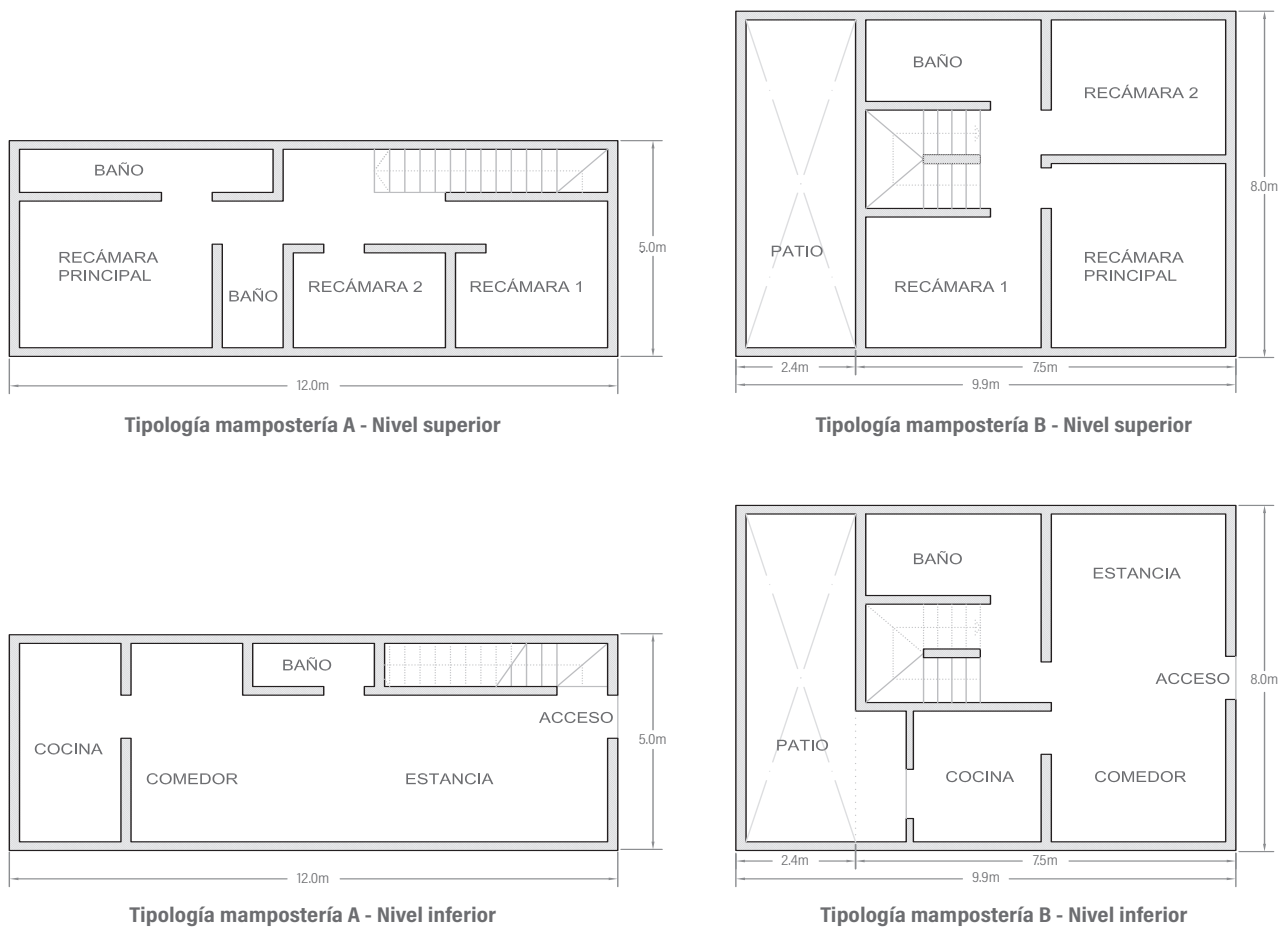 BAÑO
RECÁMARA
PRINCIPAL
BAÑO
RECÁMARA 2
RECÁMARA 1
5.0m
12.0m
Tipología mampostería A - Nivel superior
BAÑO
RECÁMARA 2
PATIO
RECÁMARA 1
RECÁMARA
PRINCIPAL
8.0m
2.4m
7.5m
9.9m
Tipología mampostería B - Nivel superior
BAÑO
ACCESO
COCINA
COMEDOR
ESTANCIA
5.0m
12.0m
Tipología mampostería A - Nivel inferior
BAÑO
ESTANCIA
ACCESO
PATIO
COCINA
COMEDOR
8.0m
2.4m
7.5m
9.9m
Tipología mampostería B - Nivel inferior